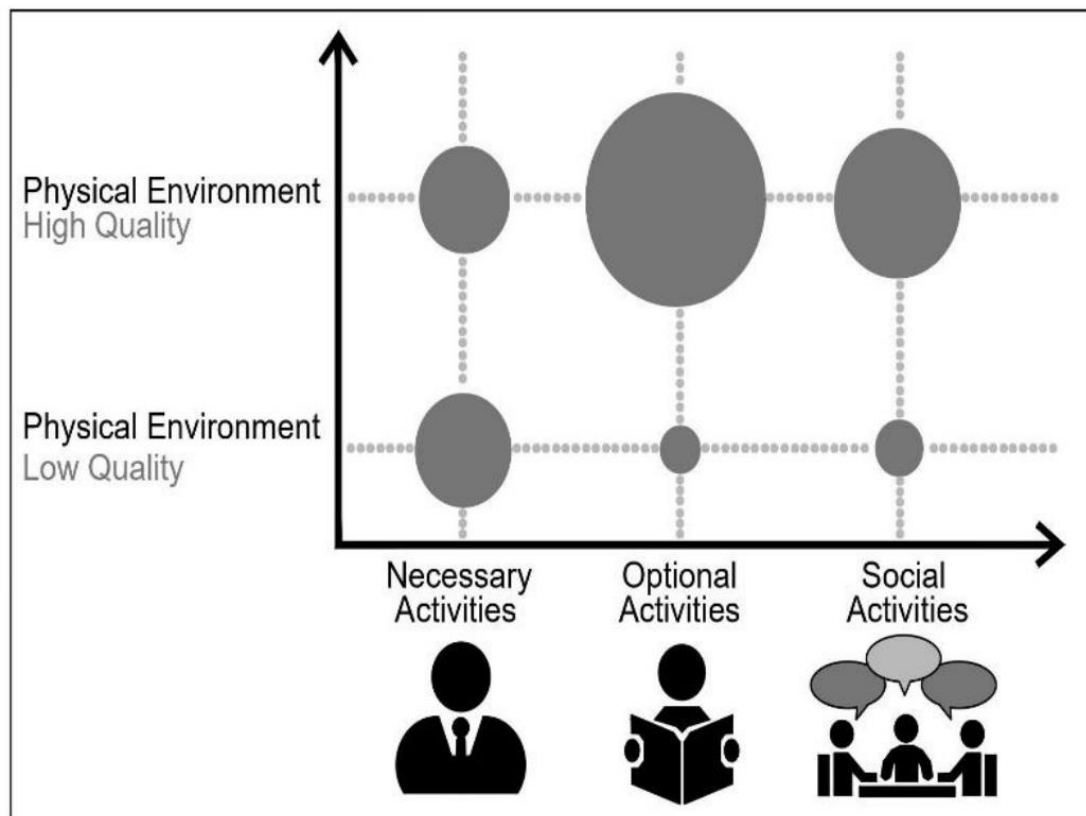 Physical Environment
High Quality
Physical Environment
Low Quality
Necessary
Activities
Optional
Activities
Social
Activities